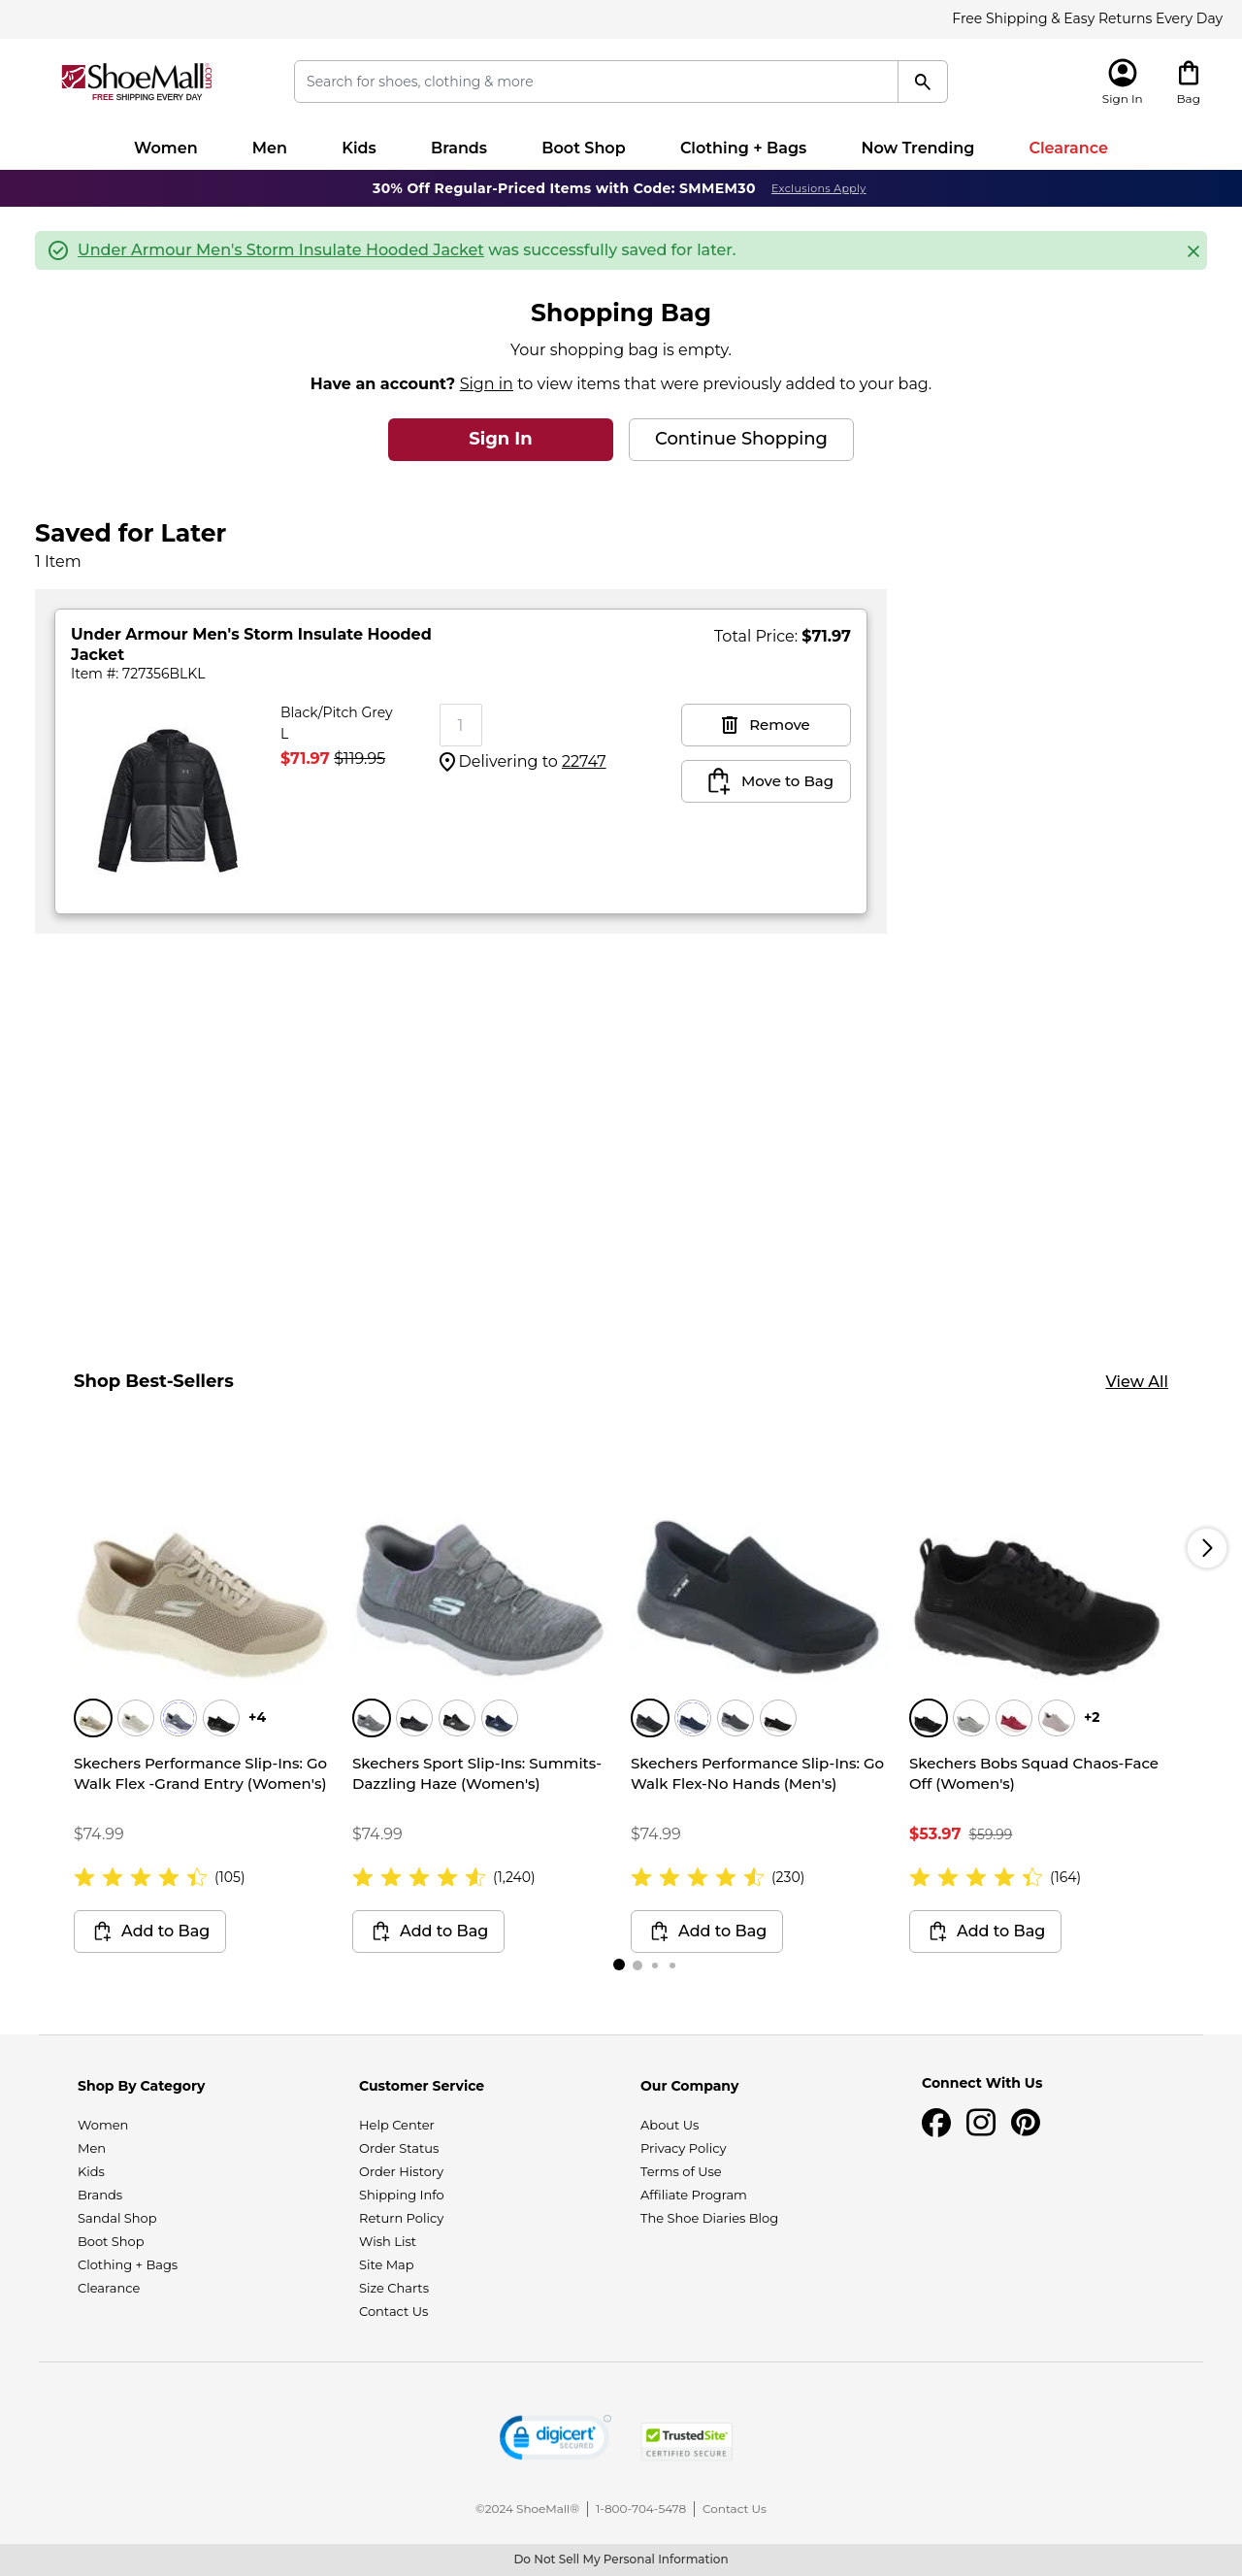 Free Shipping & Easy Returns Every Day
ShoeMall.com
FREE SHIPPING EVERY DAY
Search for shoes, clothing & more
Sign In
Bag
Women
Men
Kids
Brands
Boot Shop
Clothing + Bags
Now Trending
Clearance
30% Off Regular-Priced Items with Code: SMMEM30 Exclusions Apply
Under Armour Men's Storm Insulate Hooded Jacket was successfully saved for later.
Shopping Bag
Your shopping bag is empty.
Have an account? Sign in to view items that were previously added to your bag.
Sign In
Continue Shopping
Saved for Later
1 Item
Under Armour Men's Storm Insulate Hooded
Jacket
Item #: 727356BLKL
Total Price: $71.97
Black/Pitch Grey
L
$71.97 $119.95
1
Delivering to 22747
Remove
Move to Bag
Shop Best-Sellers
View All
+4
+2
Skechers Performance Slip-Ins: Go
Walk Flex -Grand Entry (Women's)
$74.99
(105)
Add to Bag
Skechers Sport Slip-Ins: Summits-
Dazzling Haze (Women's)
$74.99
(1,240)
Add to Bag
Skechers Performance Slip-Ins: Go
Walk Flex-No Hands (Men's)
$74.99
(230)
Add to Bag
Skechers Bobs Squad Chaos-Face
Off (Women's)
$53.97 $59.99
(164)
Add to Bag
Shop By Category
Women
Men
Kids
Brands
Sandal Shop
Boot Shop
Clothing + Bags
Clearance
Customer Service
Help Center
Order Status
Order History
Shipping Info
Return Policy
Wish List
Site Map
Size Charts
Contact Us
Our Company
About Us
Privacy Policy
Terms of Use
Affiliate Program
The Shoe Diaries Blog
Connect With Us
digicert
SECURED
TrustedSite
CERTIFIED SECURE
©2024 ShoeMall®
1-800-704-5478
Contact Us
Do Not Sell My Personal Information